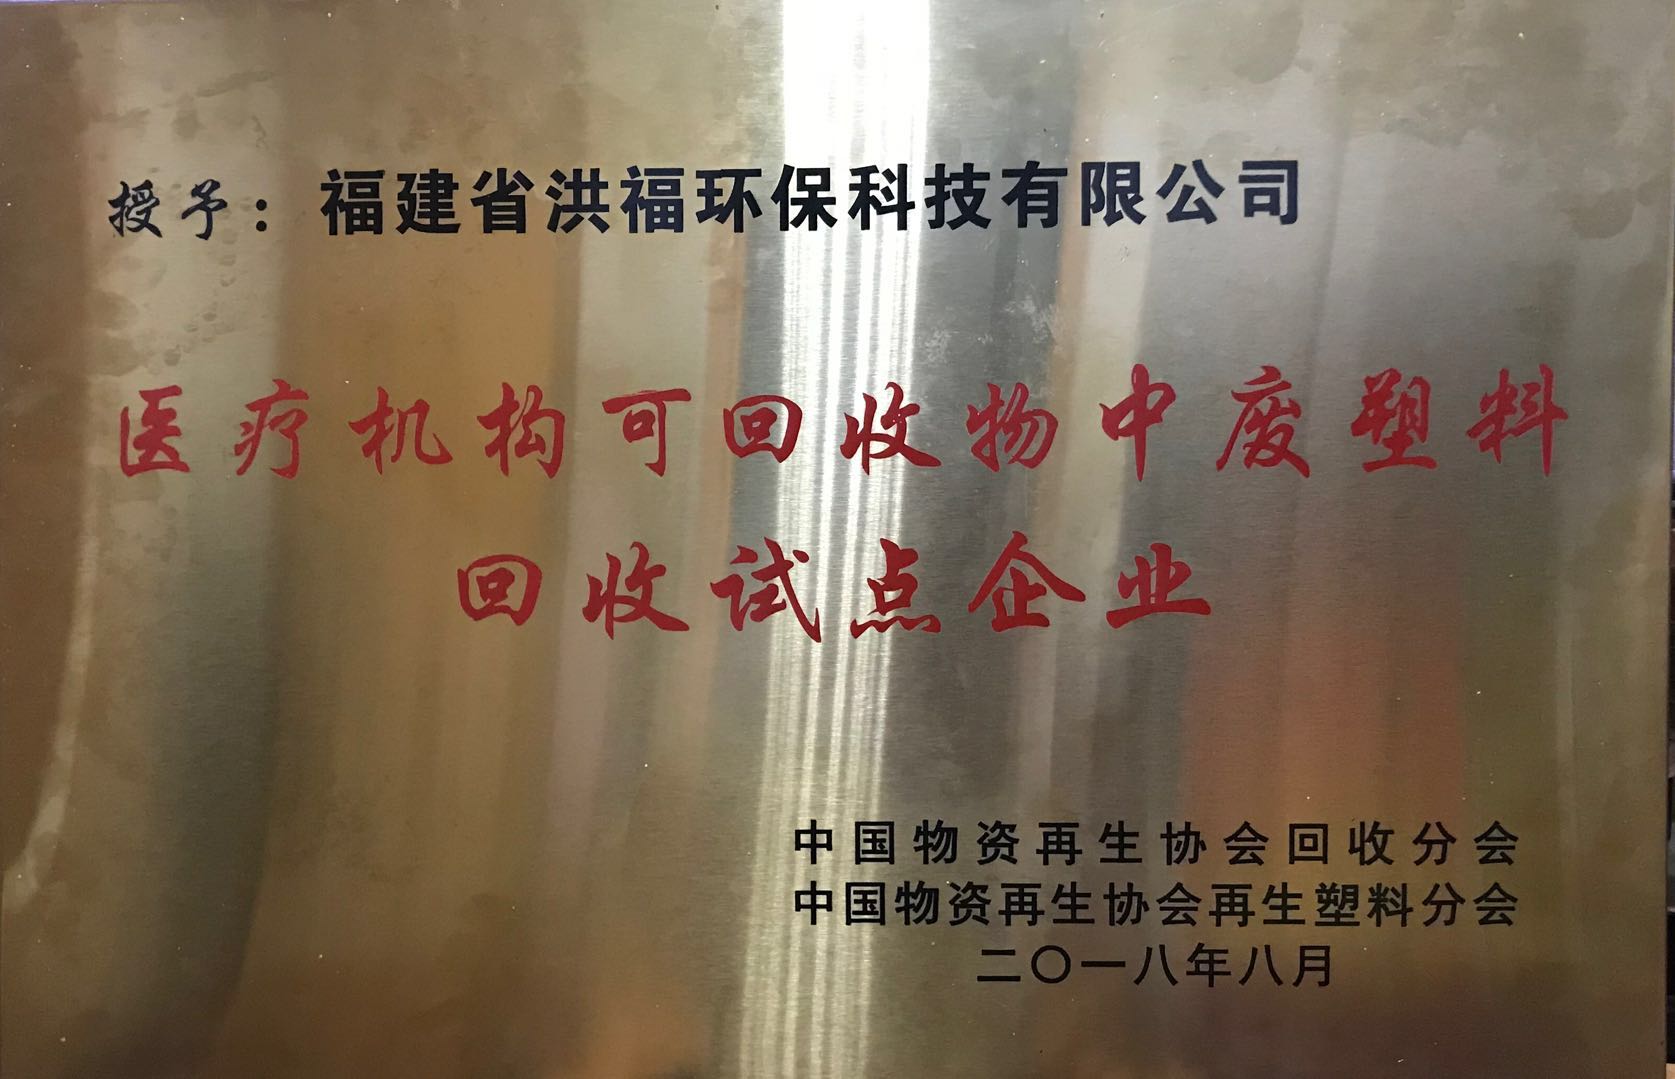 授予：福建省洪福环保科技有限公司
医疗机构可回收物中废塑料
回收试点企业
中国物资再生协会回收分会
中国物资再生协会再生塑料分会
二〇一八年八月